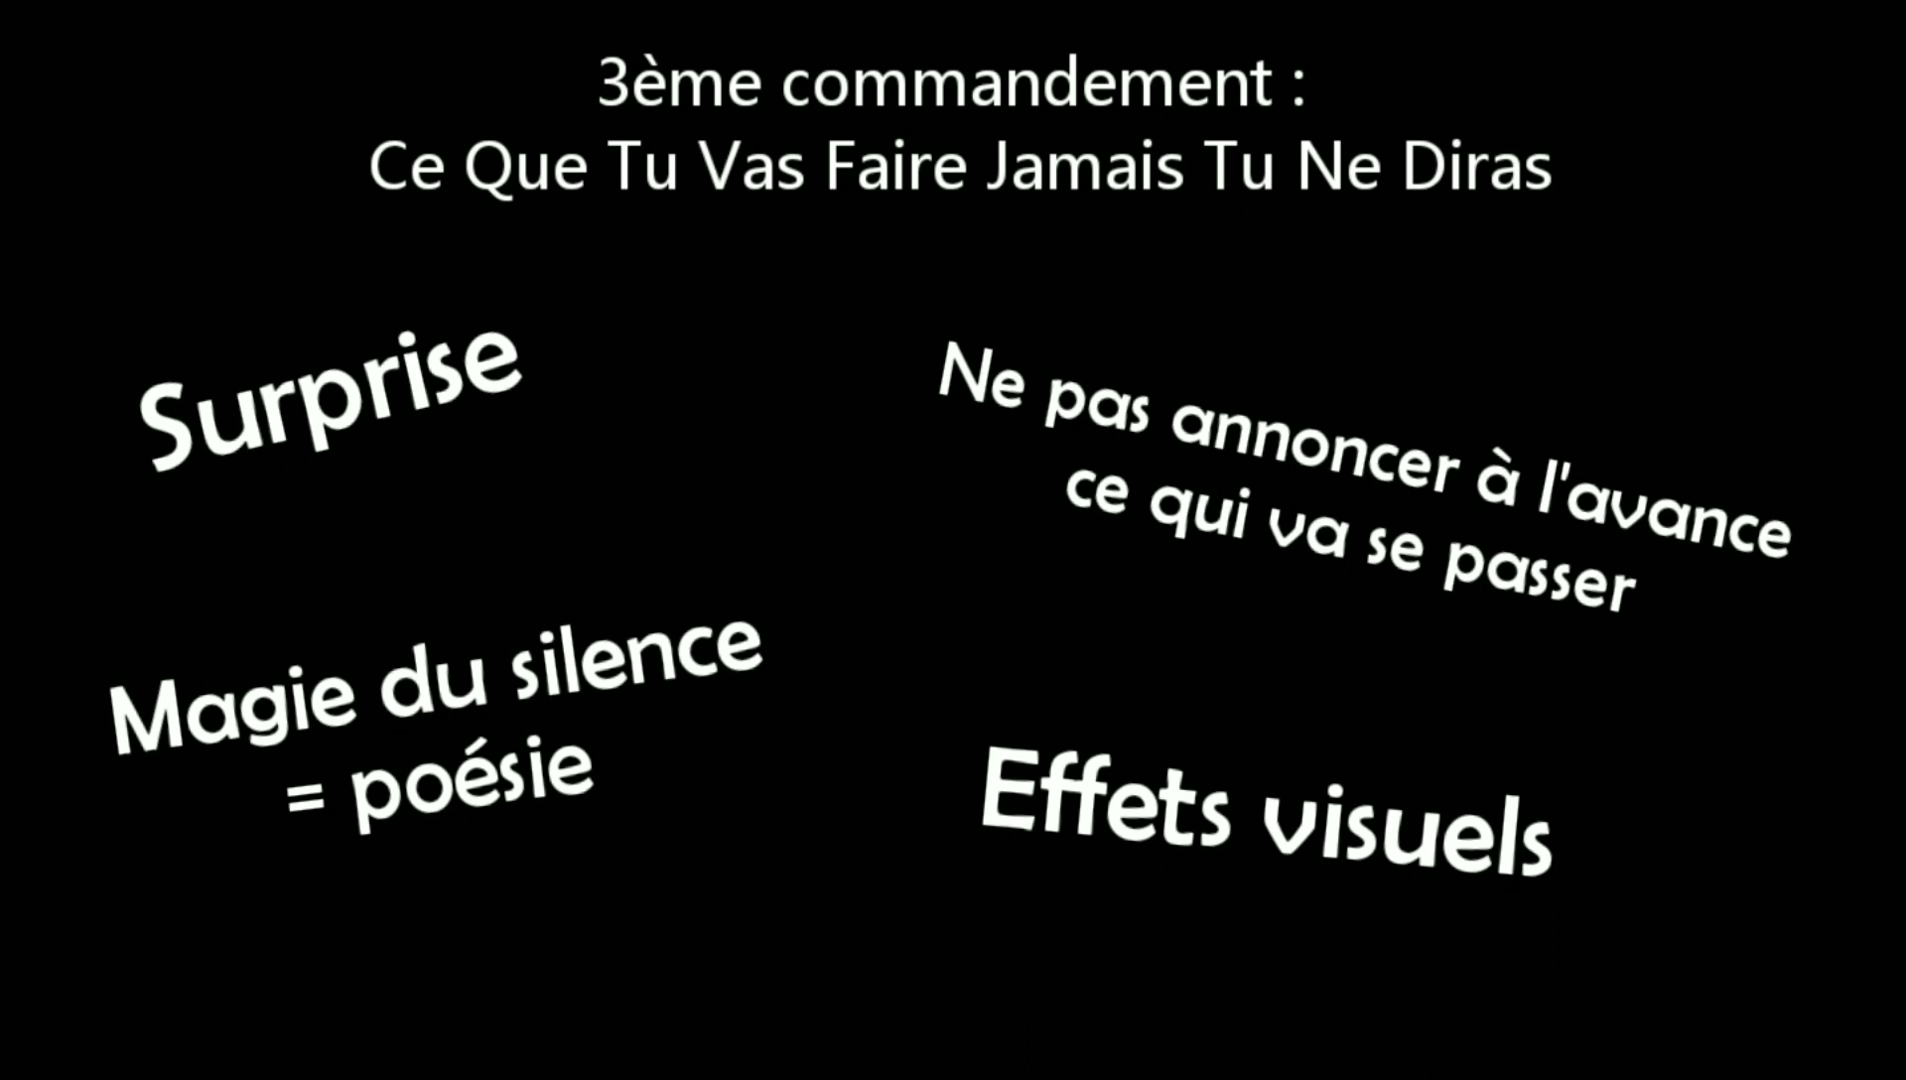 3ème commandement :
Ce Que Tu Vas Faire Jamais Tu Ne Diras
Surprise
Ne pas annoncer à l'avance
ce qui va se passer
Magie du silence
= poésie
Effets visuels